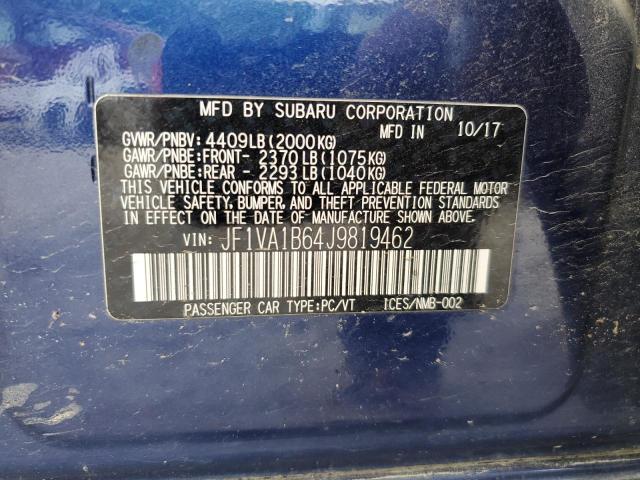 MFD BY SUBARU CORPORATION
MFD IN 10/17
GVWR/PNBV: 4409LB(2000KG)
GAWR/PNBE:FRONT- 2370LB(1075KG)
GAWR/PNBE:REAR - 2293LB(1040KG)
THIS VEHICLE CONFORMS TO ALL APPLICABLE FEDERAL MOTOR
VEHICLE SAFETY, BUMPER, AND THEFT PREVENTION STANDARDS
IN EFFECT ON THE DATE OF MANUFACTURE SHOWN ABOVE.
VIN: JF1VA1B64J9819462
PASSENGER CAR TYPE:PC/VT ICES/NMB-002